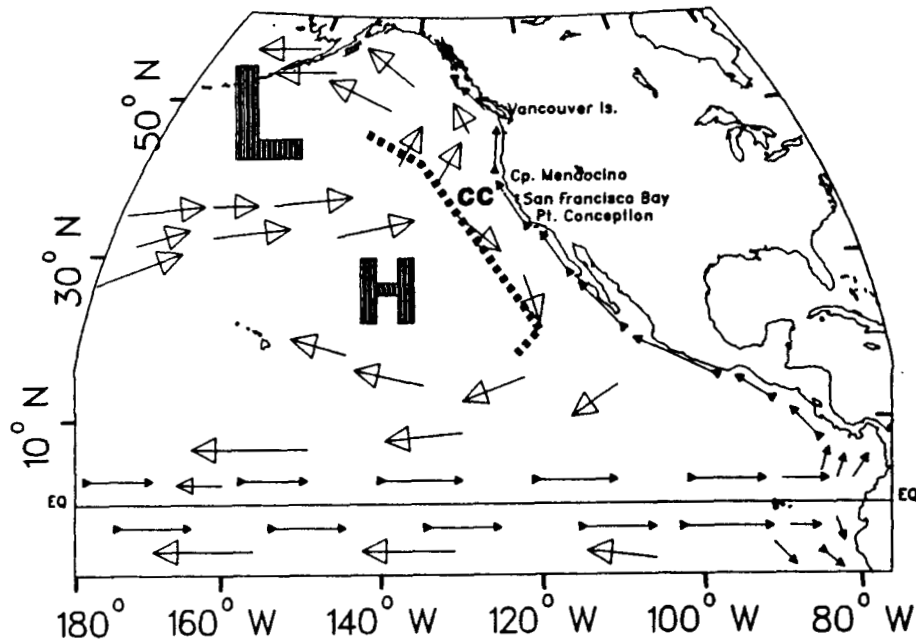 50° N
L
Vancouver Is.
Cp. Mendocino
CC
San Francisco Bay
Pt. Conception
30° N
H
10° N
EQ
EQ
180° W
160° W
140° W
120° W
100° W
80° W